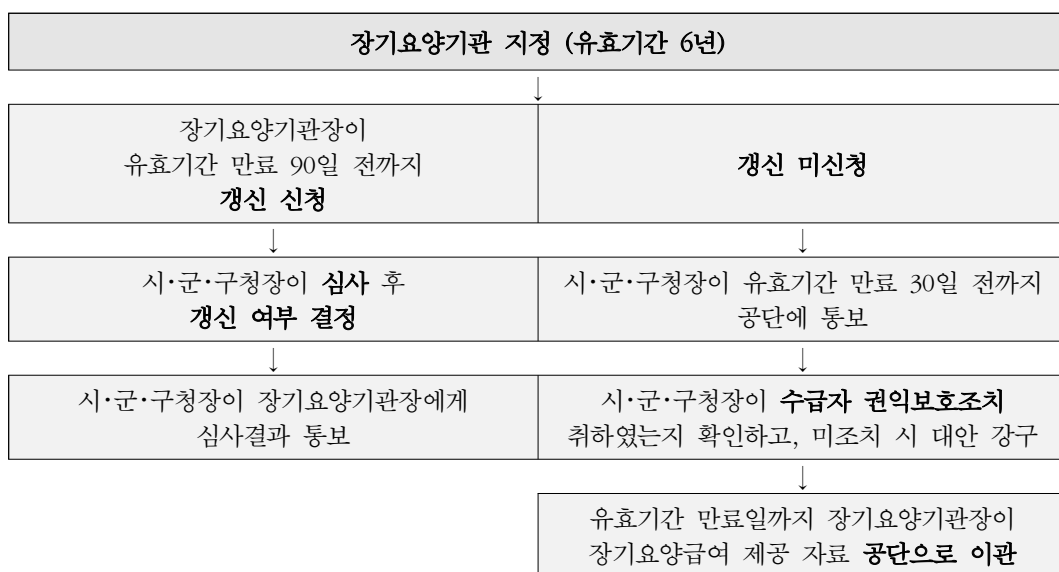 장기요양기관 지정 (유효기간 6년)
↓
장기요양기관장이
유효기간 만료 90일 전까지
갱신 신청
갱신 미신청
↓
↓
시·군·구청장이 심사 후
갱신 여부 결정
시·군·구청장이 유효기간 만료 30일 전까지
공단에 통보
↓
↓
시·군·구청장이 장기요양기관장에게
심사결과 통보
시·군·구청장이 수급자 권익보호조치
취하였는지 확인하고, 미조치 시 대안 강구
↓
유효기간 만료일까지 장기요양기관장이
장기요양급여 제공 자료 공단으로 이관